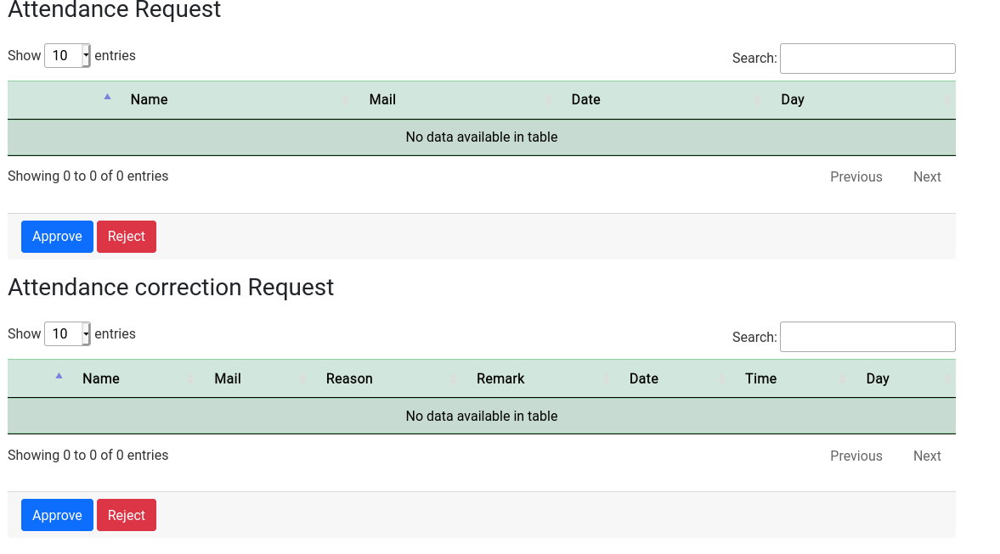 Attendance Request
Show 10 entries
Search:
Name Mail Date Day
No data available in table
Showing 0 to 0 of 0 entries
Previous Next
Approve Reject
Attendance correction Request
Show 10 entries
Search:
Name Mail Reason Remark Date Time Day
No data available in table
Showing 0 to 0 of 0 entries
Previous Next
Approve Reject